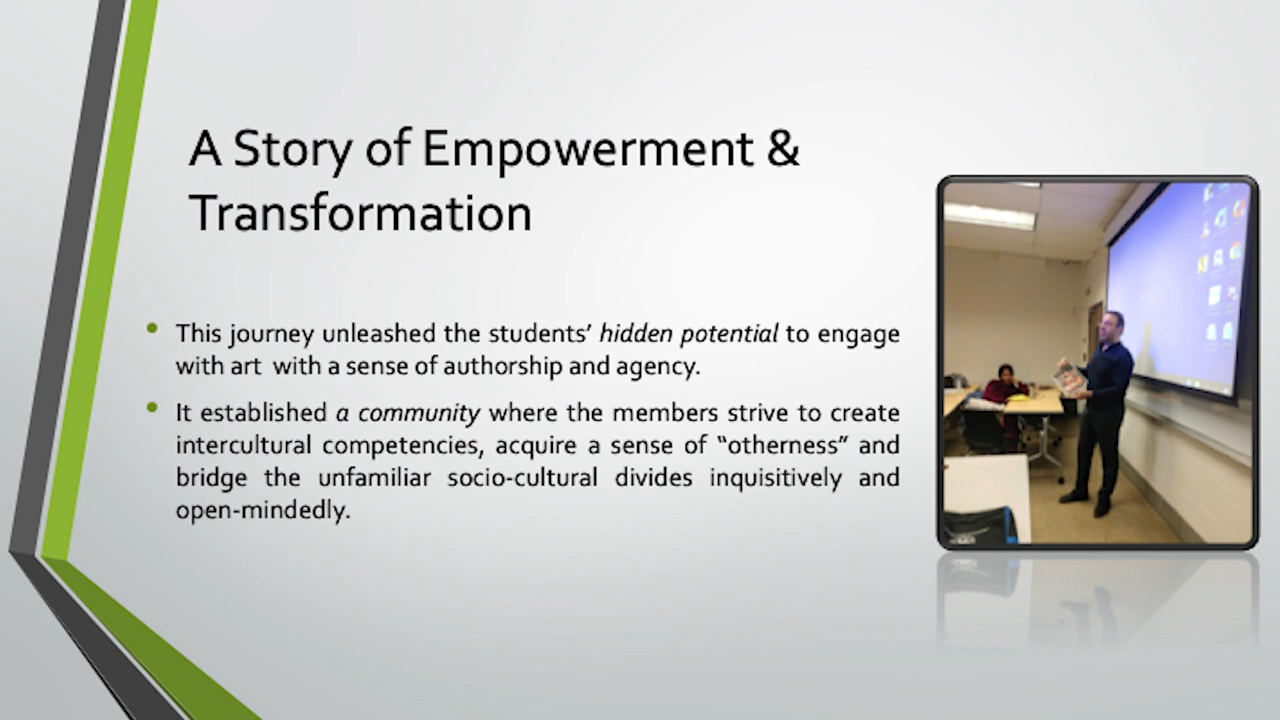 A Story of Empowerment &
Transformation
This journey unleashed the students’ hidden potential to engage
with art with a sense of authorship and agency.
It established a community where the members strive to create
intercultural competencies, acquire a sense of “otherness” and
bridge the unfamiliar socio-cultural divides inquisitively and
open-mindedly.